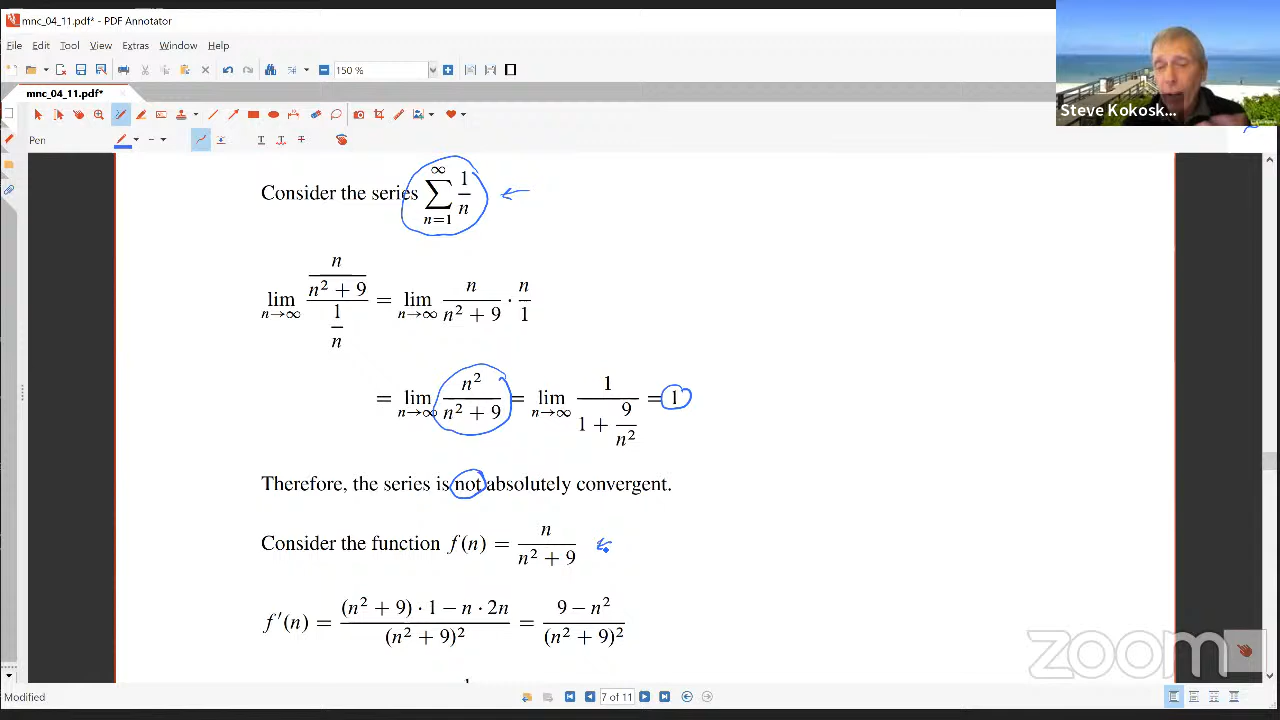 mnc_04_11.pdf* - PDF Annotator
File Edit Tool View Extras Window Help
150 %
mnc_04_11.pdf*
Pen
Steve Kokosk...
Consider the series ∑_{n=1}^{∞} 1/n ←
lim_{n→∞} (n/(n² + 9))/(1/n) = lim_{n→∞} n/(n² + 9) · n/1
= lim_{n→∞} n²/(n² + 9) = lim_{n→∞} 1/(1 + 9/n²) = 1
Therefore, the series is not absolutely convergent.
Consider the function f(n) = n/(n² + 9) ←
f′(n) = ((n² + 9) · 1 − n · 2n)/(n² + 9)² = (9 − n²)/(n² + 9)²
zoom
Modified
7 of 11